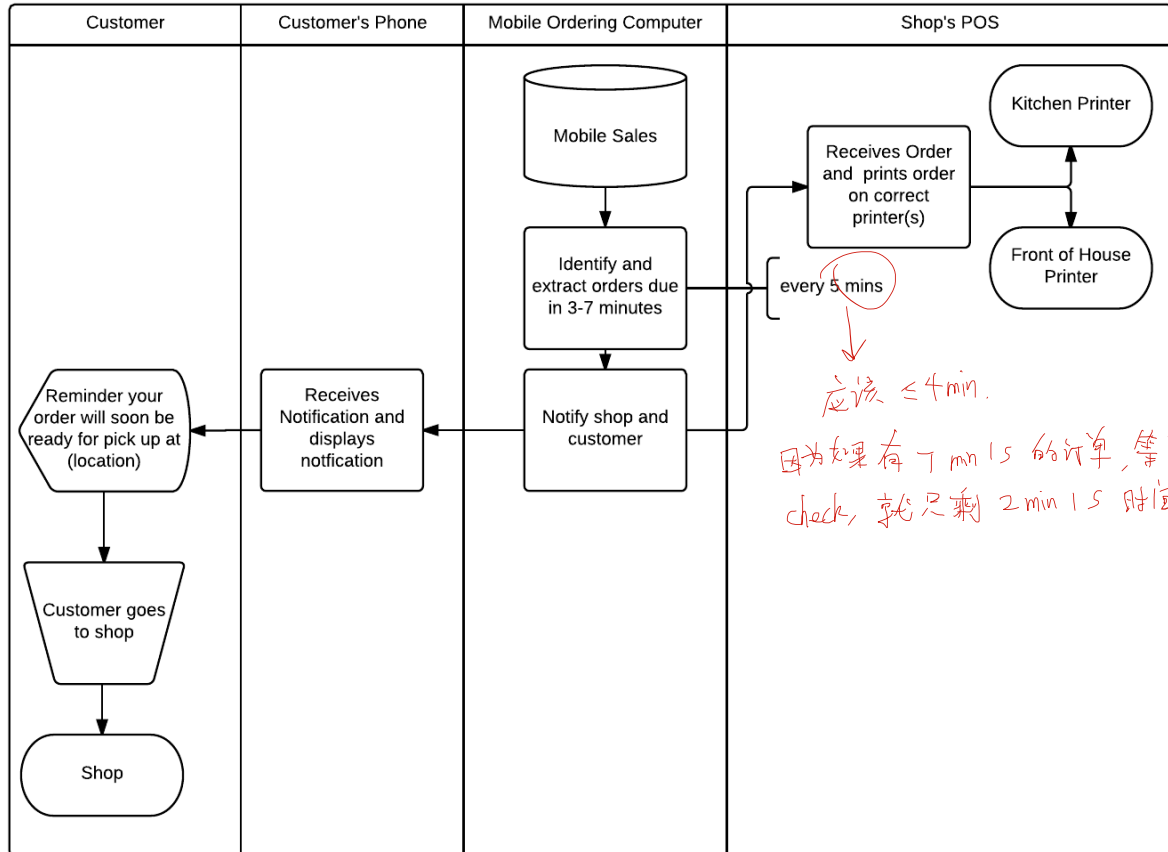 Customer
Customer's Phone
Mobile Ordering Computer
Shop's POS
Mobile Sales
Kitchen Printer
Receives Order
and prints order
on correct
printer(s)
Front of House
Printer
Identify and
extract orders due
in 3-7 minutes
every 5 mins
应该 ≤4min.
因为如果有 7 min 1s 的订单, 等
check, 就只剩 2min 1S 时间
Reminder your
order will soon be
ready for pick up at
(location)
Receives
Notification and
displays
notfication
Notify shop and
customer
Customer goes
to shop
Shop